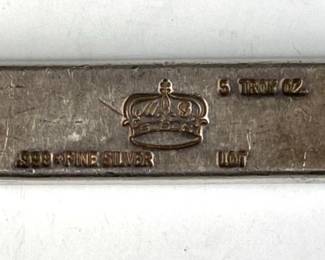 5 TROY OZ.
.999 + FINE SILVER